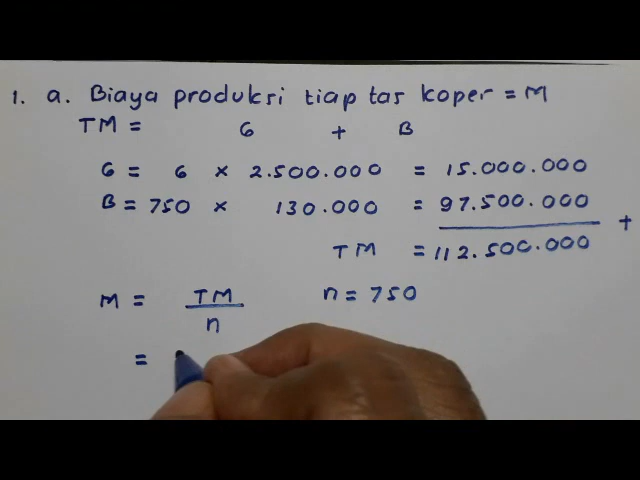 1. a. Biaya produksi tiap tas koper = M
TM = G + B
G = 6 × 2.500.000 = 15.000.000
B = 750 × 130.000 = 97.500.000
+
TM = 112.500.000
M = TM / n n = 750
=